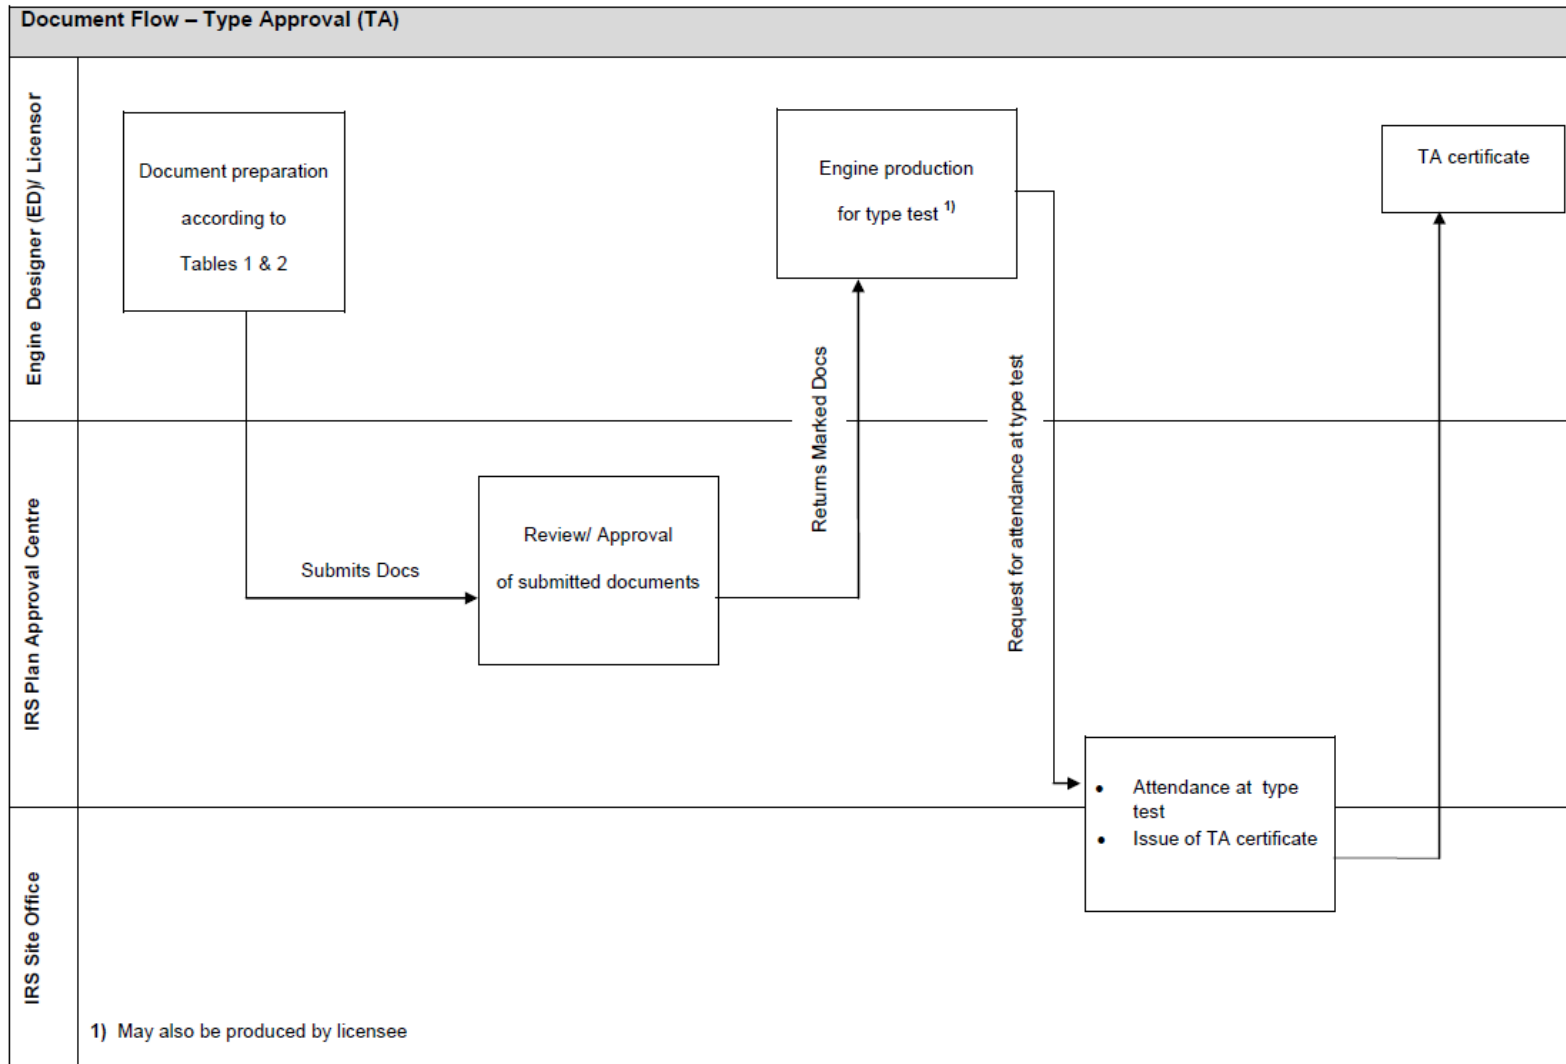 Document Flow – Type Approval (TA)
Engine Designer (ED)/ Licensor
Document preparation
according to
Tables 1 & 2
Engine production
for type test 1)
TA certificate
Returns Marked Docs
Request for attendance at type test
IRS Plan Approval Centre
Submits Docs
Review/ Approval
of submitted documents
• Attendance at type
test
• Issue of TA certificate
IRS Site Office
1) May also be produced by licensee